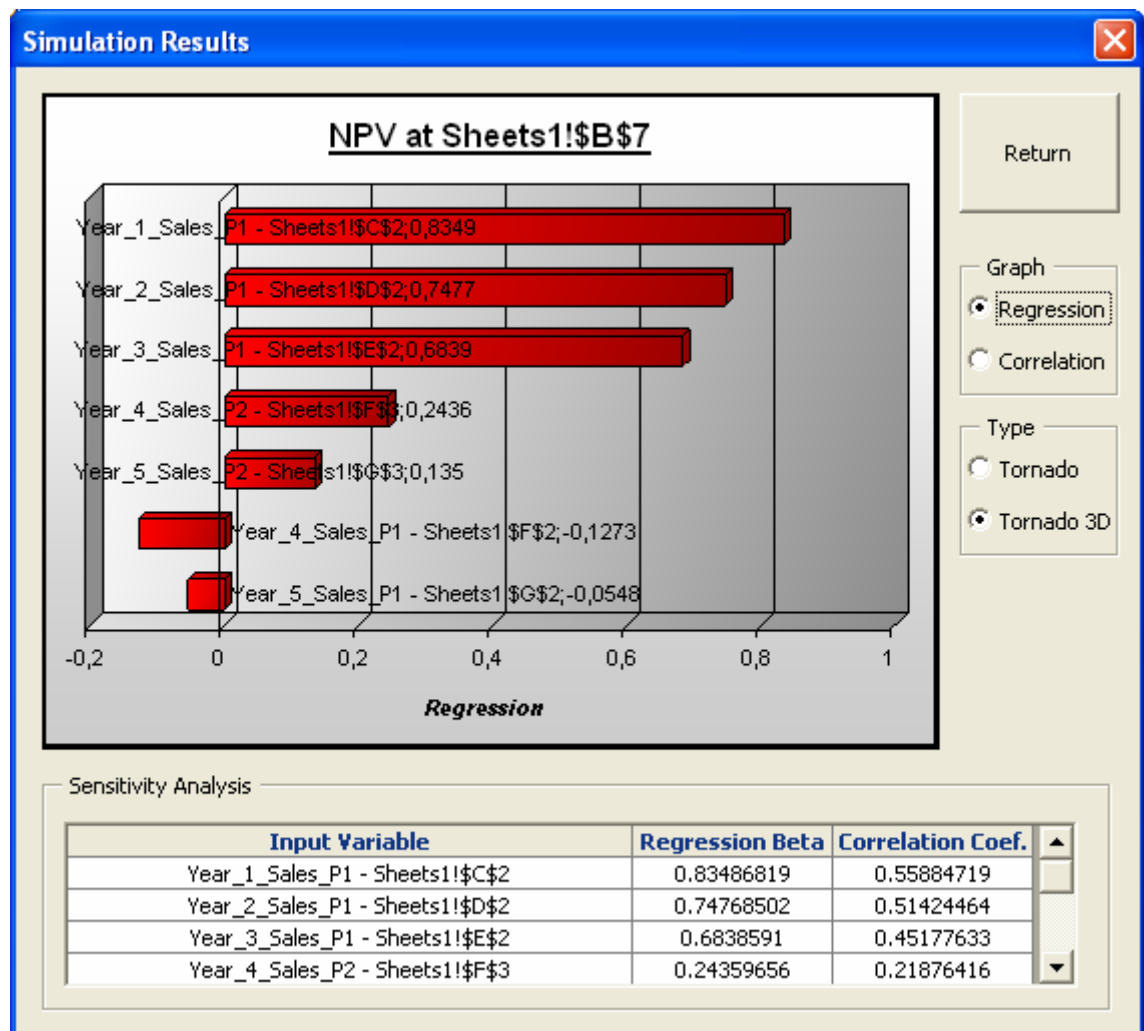 Simulation Results
NPV at Sheets1!$B$7
Return
Year_1_Sales_P1 - Sheets1!$C$2;0,8349
Year_2_Sales_P1 - Sheets1!$D$2;0,7477
Year_3_Sales_P1 - Sheets1!$E$2;0,6839
Year_4_Sales_P2 - Sheets1!$F$3;0,2436
Year_5_Sales_P2 - Sheets1!$G$3;0,135
Year_4_Sales_P1 - Sheets1!$F$2;-0,1273
Year_5_Sales_P1 - Sheets1!$G$2;-0,0548
-0,2 0 0,2 0,4 0,6 0,8 1
Regression
Graph
Regression
Correlation
Type
Tornado
Tornado 3D
Sensitivity Analysis
Input Variable Regression Beta Correlation Coef.
Year_1_Sales_P1 - Sheets1!$C$2 0.83486819 0.55884719
Year_2_Sales_P1 - Sheets1!$D$2 0.74768502 0.51424464
Year_3_Sales_P1 - Sheets1!$E$2 0.6838591 0.45177633
Year_4_Sales_P2 - Sheets1!$F$3 0.24359656 0.21876416